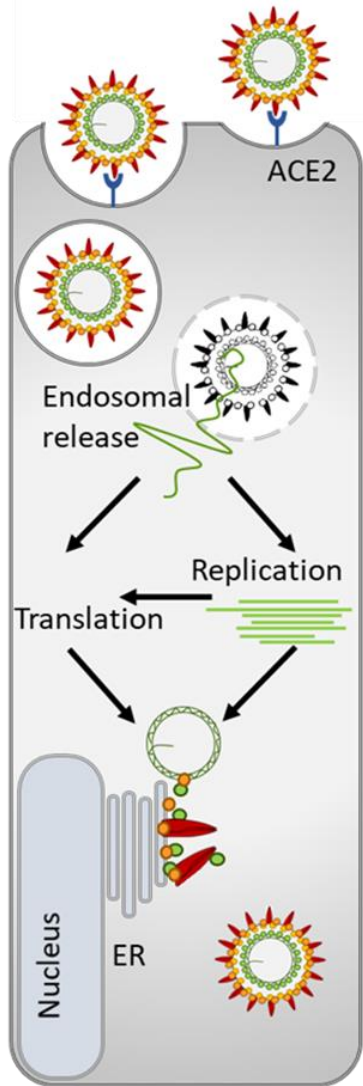 ACE2
Endosomal
release
Replication
Translation
Nucleus
ER